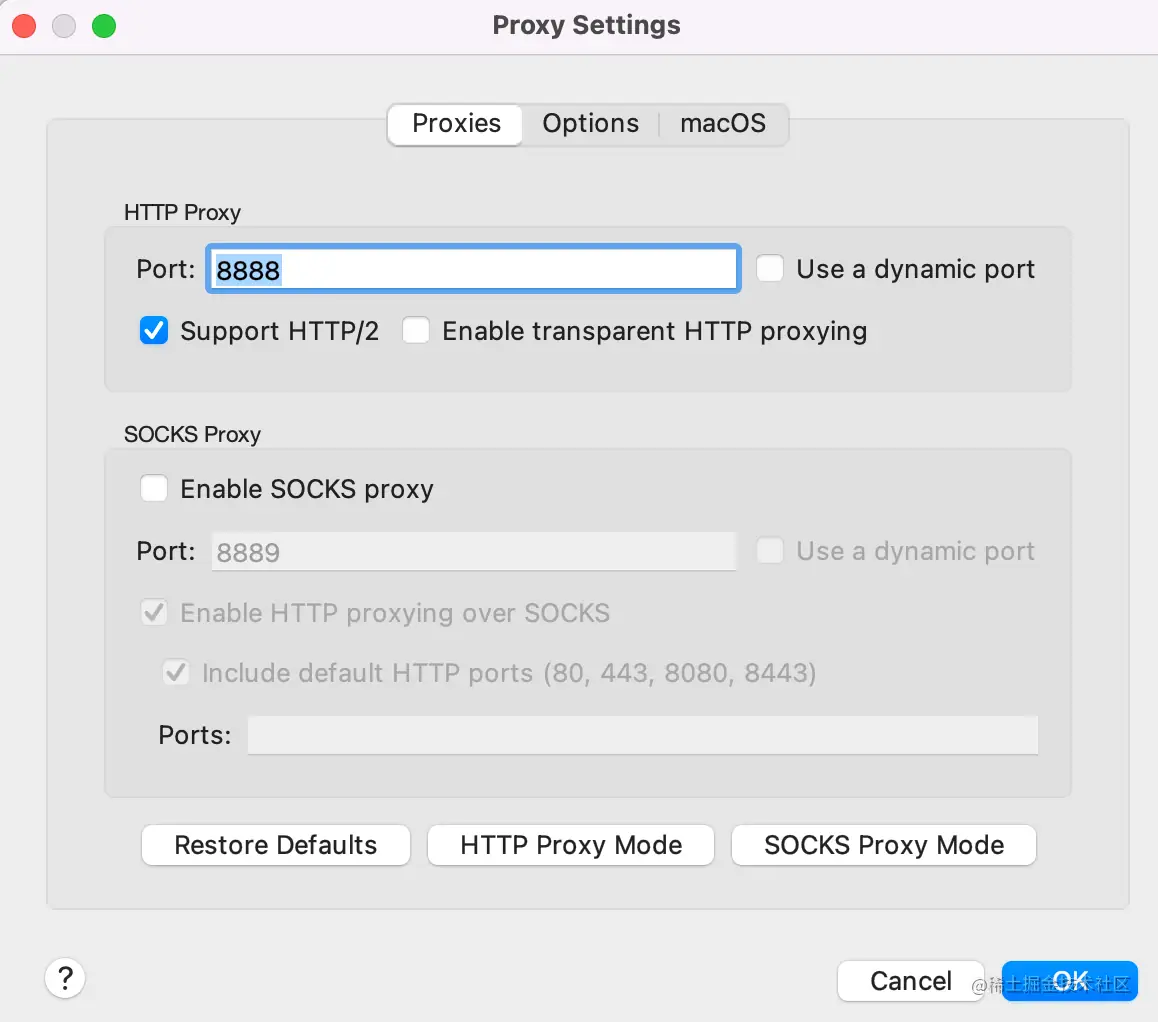 Proxy Settings
Proxies Options macOS
HTTP Proxy
Port: 8888 Use a dynamic port
Support HTTP/2 Enable transparent HTTP proxying
SOCKS Proxy
Enable SOCKS proxy
Port: 8889 Use a dynamic port
Enable HTTP proxying over SOCKS
Include default HTTP ports (80, 443, 8080, 8443)
Ports:
Restore Defaults HTTP Proxy Mode SOCKS Proxy Mode
? Cancel OK
@稀土掘金技术社区